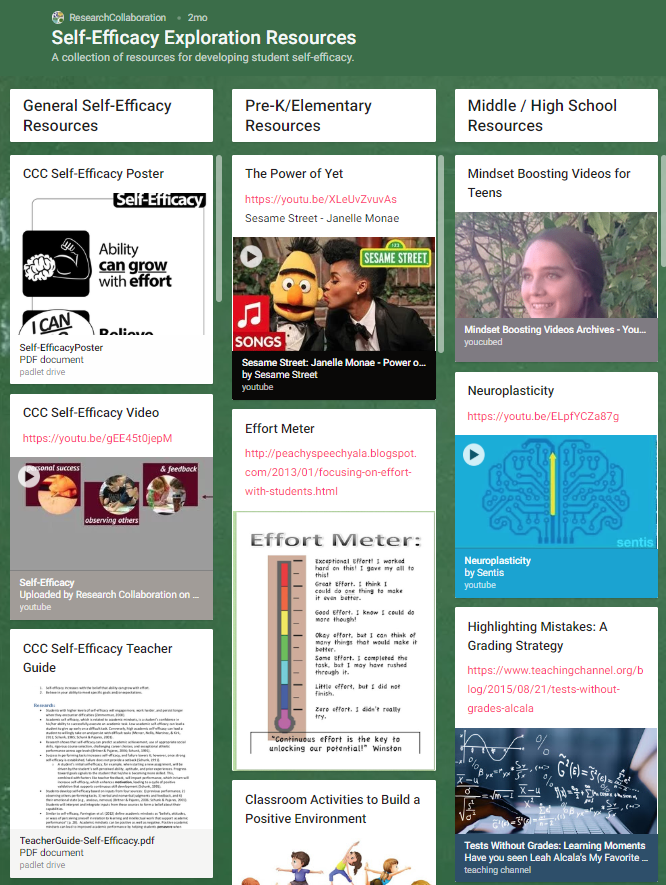 ResearchCollaboration • 2mo
Self-Efficacy Exploration Resources
A collection of resources for developing student self-efficacy.
General Self-Efficacy
Resources
CCC Self-Efficacy Poster
Self-Efficacy
Ability
can grow
with effort
I CAN
Believe
Self-EfficacyPoster
PDF document
padlet drive
CCC Self-Efficacy Video
https://youtu.be/gEE45t0jepM
personal success
& feedback
observing others
Self-Efficacy
Uploaded by Research Collaboration on ...
youtube
CCC Self-Efficacy Teacher
Guide
Research:
TeacherGuide-Self-Efficacy.pdf
PDF document
padlet drive
Pre-K/Elementary
Resources
The Power of Yet
https://youtu.be/XLeUvZvuvAs
Sesame Street - Janelle Monae
123
SESAME STREET
SONGS
Sesame Street: Janelle Monae - Power o...
by Sesame Street
youtube
Effort Meter
http://peachyspeechyala.blogspot.
com/2013/01/focusing-on-effort-
with-students.html
Effort Meter:
Exceptional Effort! I worked
hard on this! I gave my all to
this!
Great Effort. I think I
could do one thing to make
it even better.
Good Effort. I know I could do
more though!
Okay effort, but I can think of
many things that would make it
better.
Some Effort. I completed the
task, but I may have rushed
through it.
Little effort, but I did not
finish.
Zero effort. I didn't really
try.
"Continuous effort is the key to
unlocking our potential!" Winston
Classroom Activities to Build a
Positive Environment
Middle / High School
Resources
Mindset Boosting Videos for
Teens
Mindset Boosting Videos Archives - You...
youcubed
Neuroplasticity
https://youtu.be/ELpfYCZa87g
sentis
Neuroplasticity
by Sentis
youtube
Highlighting Mistakes: A
Grading Strategy
https://www.teachingchannel.org/b
log/2015/08/21/tests-without-
grades-alcala
Tests Without Grades: Learning Moments
Have you seen Leah Alcala's My Favorite ...
teaching channel